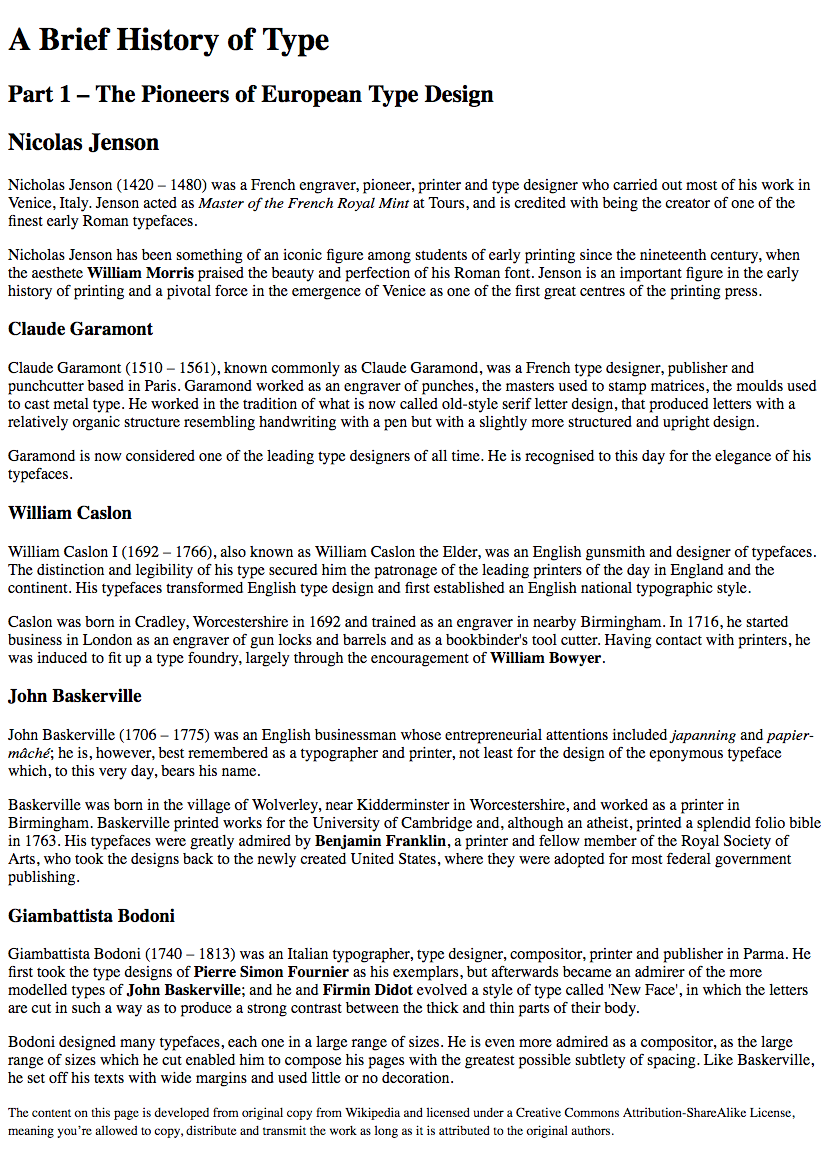 A Brief History of Type
Part 1 – The Pioneers of European Type Design
Nicolas Jenson
Nicholas Jenson (1420 – 1480) was a French engraver, pioneer, printer and type designer who carried out most of his work in
Venice, Italy. Jenson acted as Master of the French Royal Mint at Tours, and is credited with being the creator of one of the
finest early Roman typefaces.
Nicholas Jenson has been something of an iconic figure among students of early printing since the nineteenth century, when
the aesthete William Morris praised the beauty and perfection of his Roman font. Jenson is an important figure in the early
history of printing and a pivotal force in the emergence of Venice as one of the first great centres of the printing press.
Claude Garamont
Claude Garamont (1510 – 1561), known commonly as Claude Garamond, was a French type designer, publisher and
punchcutter based in Paris. Garamond worked as an engraver of punches, the masters used to stamp matrices, the moulds used
to cast metal type. He worked in the tradition of what is now called old-style serif letter design, that produced letters with a
relatively organic structure resembling handwriting with a pen but with a slightly more structured and upright design.
Garamond is now considered one of the leading type designers of all time. He is recognised to this day for the elegance of his
typefaces.
William Caslon
William Caslon I (1692 – 1766), also known as William Caslon the Elder, was an English gunsmith and designer of typefaces.
The distinction and legibility of his type secured him the patronage of the leading printers of the day in England and the
continent. His typefaces transformed English type design and first established an English national typographic style.
Caslon was born in Cradley, Worcestershire in 1692 and trained as an engraver in nearby Birmingham. In 1716, he started
business in London as an engraver of gun locks and barrels and as a bookbinder's tool cutter. Having contact with printers, he
was induced to fit up a type foundry, largely through the encouragement of William Bowyer.
John Baskerville
John Baskerville (1706 – 1775) was an English businessman whose entrepreneurial attentions included japanning and papier-
mâché; he is, however, best remembered as a typographer and printer, not least for the design of the eponymous typeface
which, to this very day, bears his name.
Baskerville was born in the village of Wolverley, near Kidderminster in Worcestershire, and worked as a printer in
Birmingham. Baskerville printed works for the University of Cambridge and, although an atheist, printed a splendid folio bible
in 1763. His typefaces were greatly admired by Benjamin Franklin, a printer and fellow member of the Royal Society of
Arts, who took the designs back to the newly created United States, where they were adopted for most federal government
publishing.
Giambattista Bodoni
Giambattista Bodoni (1740 – 1813) was an Italian typographer, type designer, compositor, printer and publisher in Parma. He
first took the type designs of Pierre Simon Fournier as his exemplars, but afterwards became an admirer of the more
modelled types of John Baskerville; and he and Firmin Didot evolved a style of type called 'New Face', in which the letters
are cut in such a way as to produce a strong contrast between the thick and thin parts of their body.
Bodoni designed many typefaces, each one in a large range of sizes. He is even more admired as a compositor, as the large
range of sizes which he cut enabled him to compose his pages with the greatest possible subtlety of spacing. Like Baskerville,
he set off his texts with wide margins and used little or no decoration.
The content on this page is developed from original copy from Wikipedia and licensed under a Creative Commons Attribution-ShareAlike License,
meaning you're allowed to copy, distribute and transmit the work as long as it is attributed to the original authors.